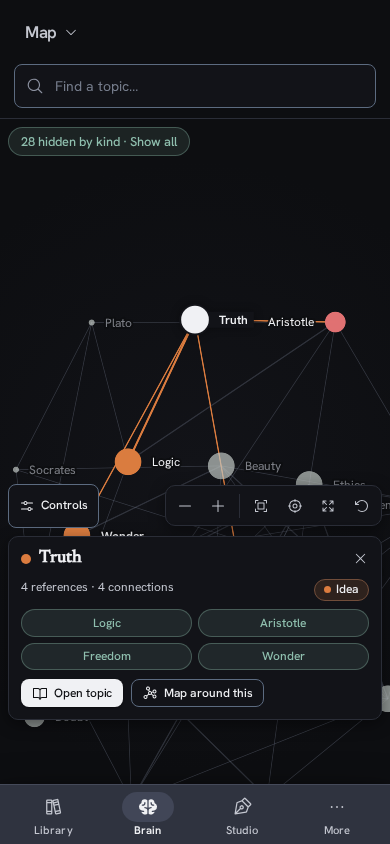 Map
Find a topic...
28 hidden by kind · Show all
Plato
Truth
Aristotle
Logic
Socrates
Beauty
Ethics
Controls
Wonder
Truth
4 references · 4 connections
Idea
Logic
Aristotle
Freedom
Wonder
Open topic
Map around this
Library
Brain
Studio
More